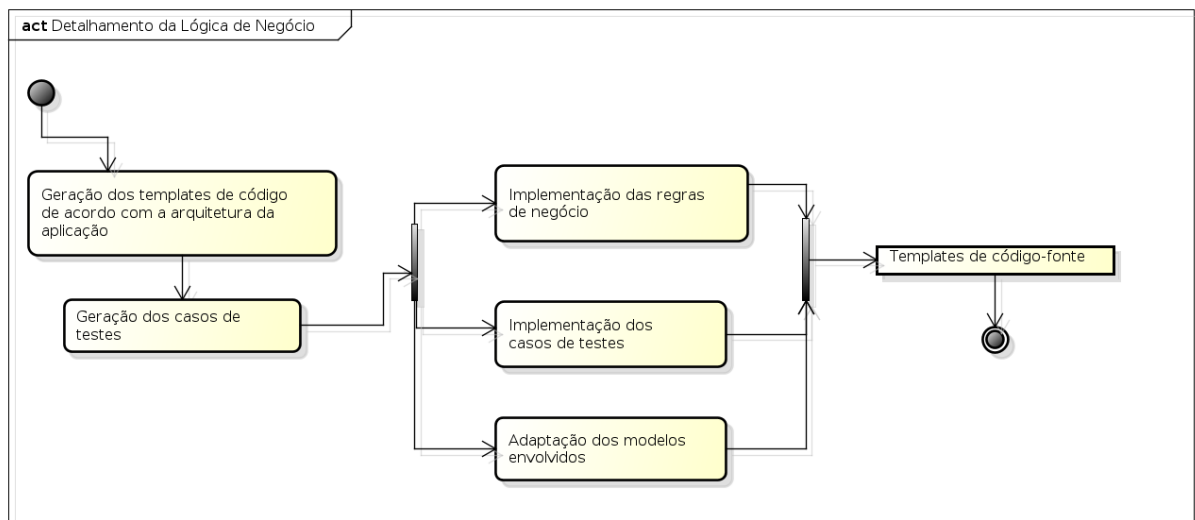 act Detalhamento da Lógica de Negócio
Geração dos templates de código
de acordo com a arquitetura da
aplicação
Geração dos casos de
testes
Implementação das regras
de negócio
Implementação dos
casos de testes
Adaptação dos modelos
envolvidos
Templates de código-fonte